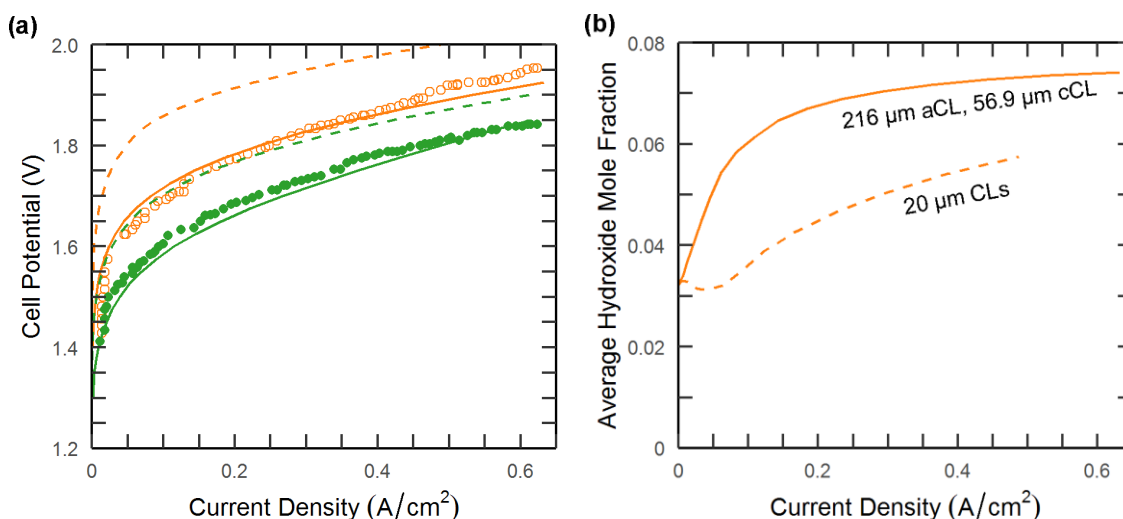 (a)
2.0
1.8
1.6
1.4
1.2
Cell Potential (V)
0
0.2
0.4
0.6
Current Density (A/cm²)
(b)
0.08
0.06
0.04
0.02
0
Average Hydroxide Mole Fraction
216 µm aCL, 56.9 µm cCL
20 µm CLs
0
0.2
0.4
0.6
Current Density (A/cm²)